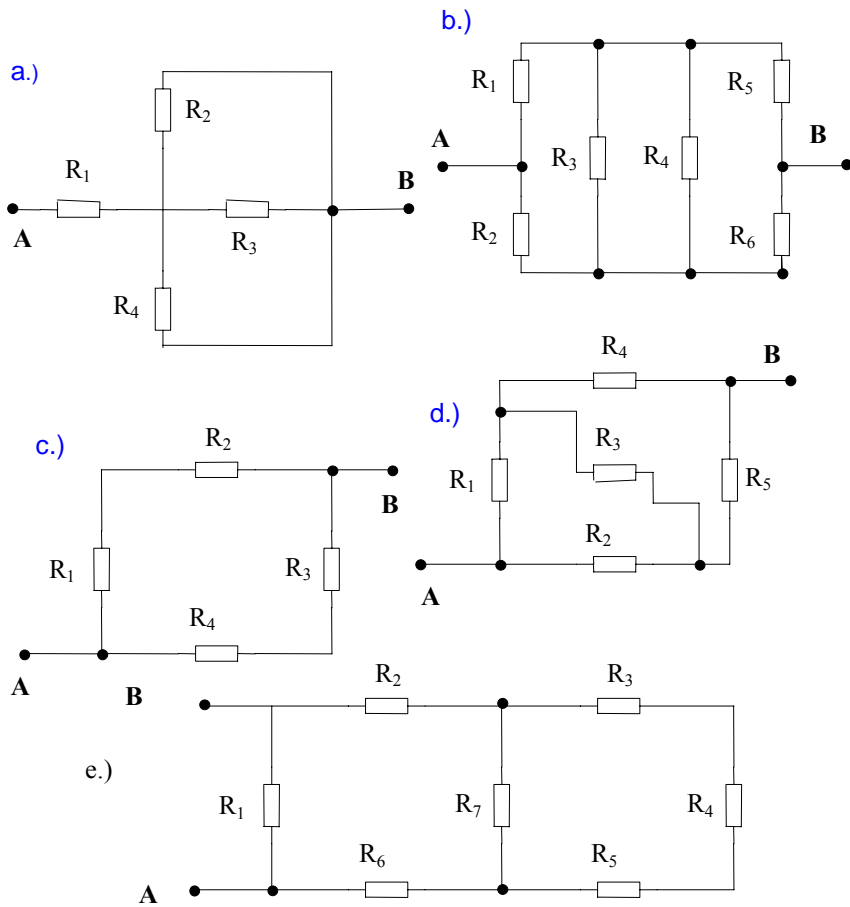 a.)
R₂
R₁
R₃
R₄
A
B
b.)
R₁
R₅
A
B
R₃
R₄
R₂
R₆
c.)
R₂
B
R₁
R₃
R₄
A
d.)
R₄
B
R₃
R₁
R₅
R₂
A
e.)
B
R₂
R₃
R₁
R₇
R₄
R₆
R₅
A